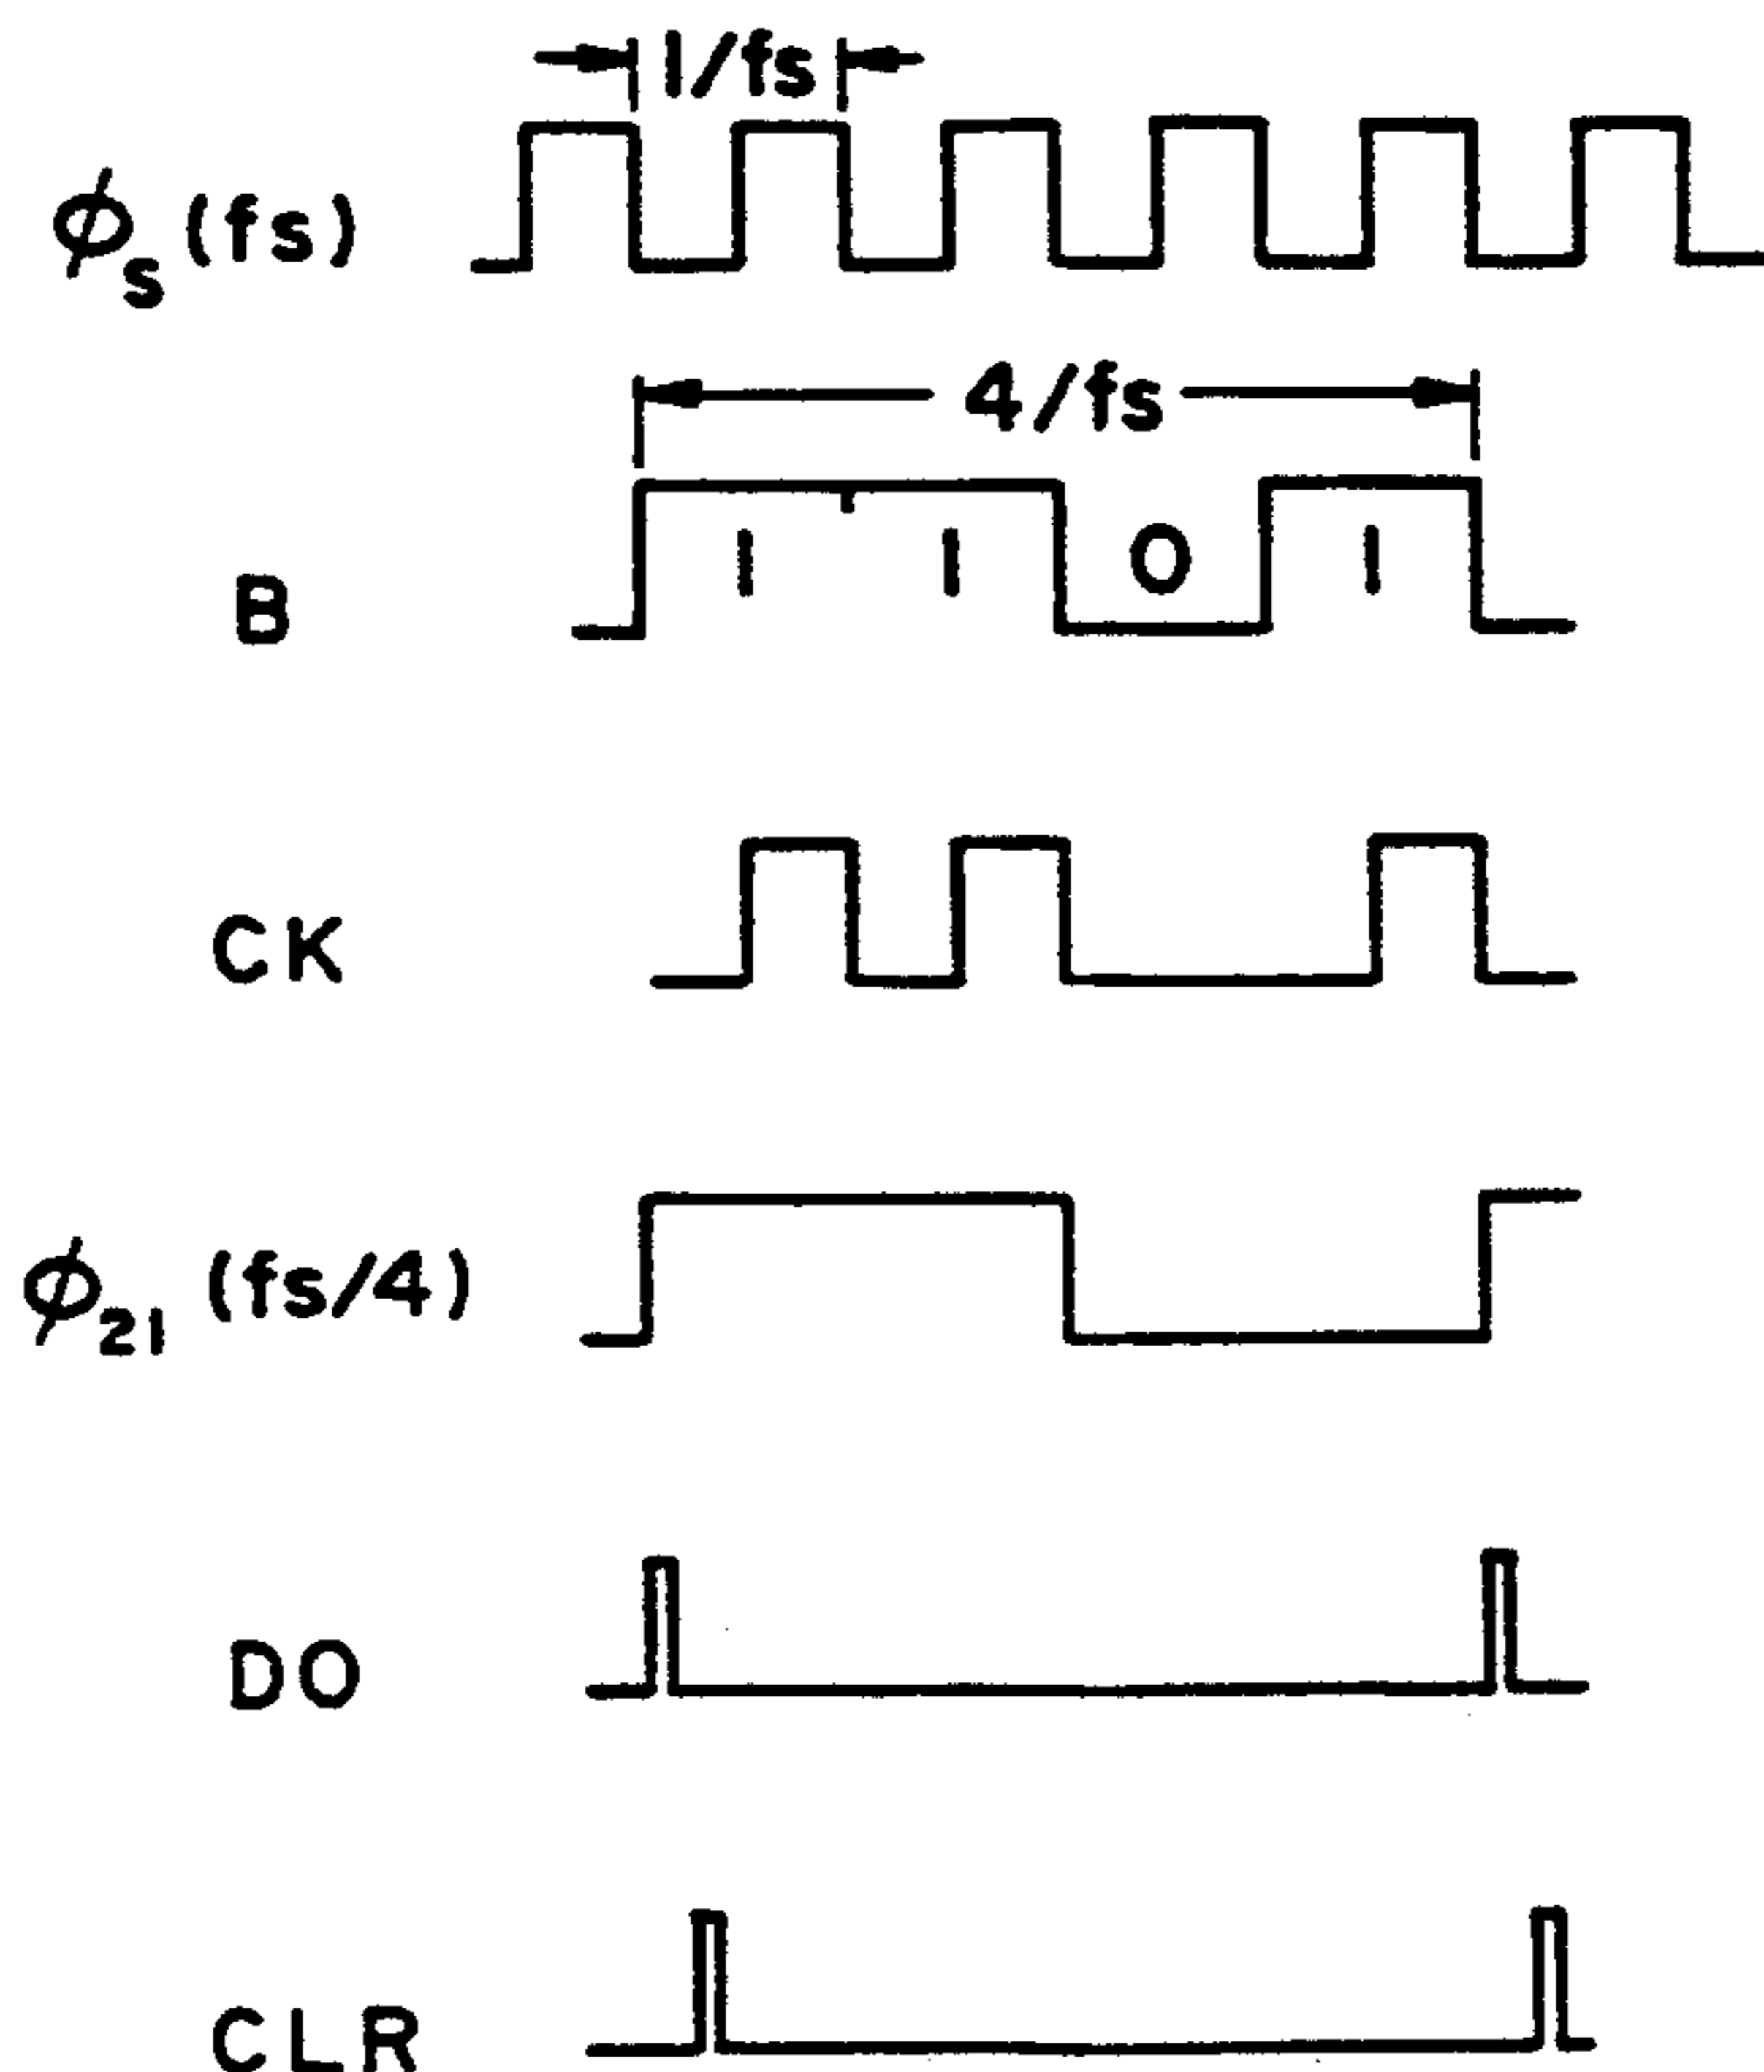 1/fs
φs (fs)
4/fs
1 1 0 1
B
CK
φ21 (fs/4)
DO
CLR